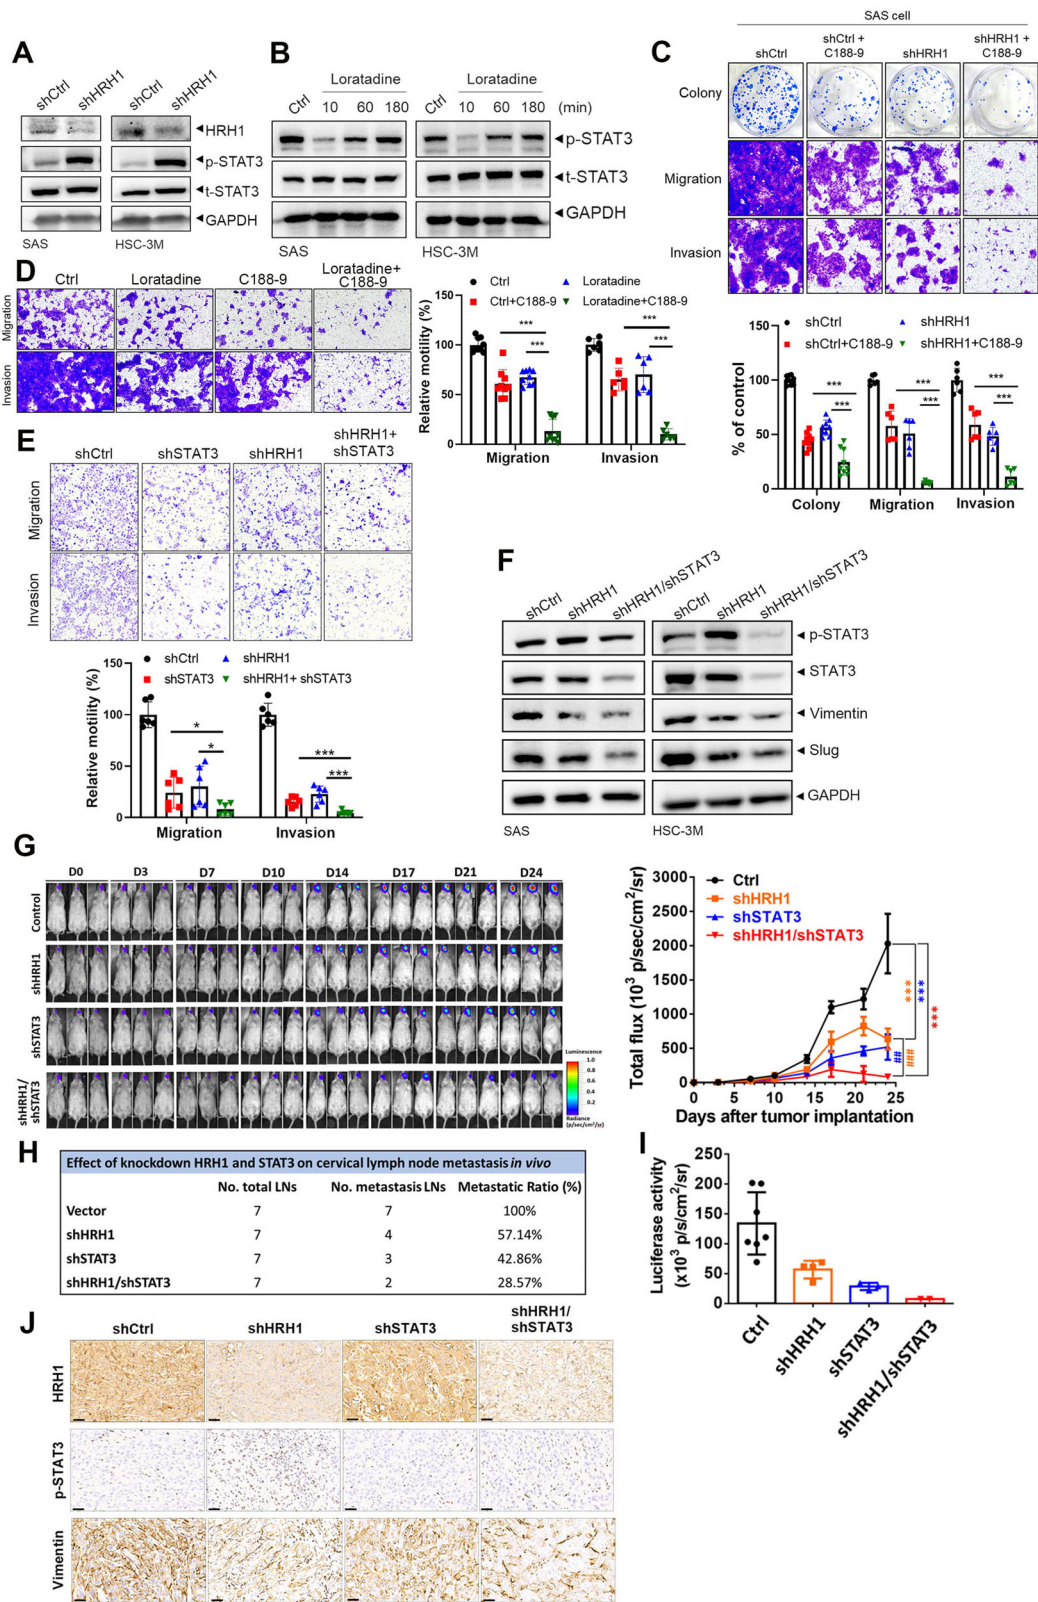 A
shCtrl
shHRH1
shCtrl
shHRH1
HRH1
p-STAT3
t-STAT3
GAPDH
SAS
HSC-3M
B
Loratadine
Loratadine
Ctrl 10 60 180
Ctrl 10 60 180 (min)
p-STAT3
t-STAT3
GAPDH
SAS
HSC-3M
C
SAS cell
shCtrl
shCtrl +
C188-9
shHRH1
shHRH1 +
C188-9
Colony
Migration
Invasion
shCtrl
shHRH1
shCtrl+C188-9
shHRH1+C188-9
% of control
150
100
50
0
***
***
***
***
***
***
Colony
Migration
Invasion
D
Ctrl
Loratadine
C188-9
Loratadine+
C188-9
Migration
Invasion
Ctrl
Loratadine
Ctrl+C188-9
Loratadine+C188-9
Relative motility (%)
150
100
50
0
***
***
***
***
Migration
Invasion
E
shCtrl
shSTAT3
shHRH1
shHRH1+
shSTAT3
Migration
Invasion
shCtrl
shHRH1
shSTAT3
shHRH1+ shSTAT3
Relative motility (%)
150
100
50
0
*
*
***
***
Migration
Invasion
F
shCtrl
shHRH1
shHRH1/shSTAT3
shCtrl
shHRH1
shHRH1/shSTAT3
p-STAT3
STAT3
Vimentin
Slug
GAPDH
SAS
HSC-3M
G
D0 D3 D7 D10 D14 D17 D21 D24
Control
shHRH1
shSTAT3
shHRH1/
shSTAT3
Luminescence
1.0
0.8
0.6
0.4
0.2
Radiance
(p/sec/cm²/sr)
Ctrl
shHRH1
shSTAT3
shHRH1/shSTAT3
Total flux (10³ p/sec/cm²/sr)
3000
2500
2000
1500
1000
500
0
0 5 10 15 20 25
Days after tumor implantation
***
***
***
##
###
H
Effect of knockdown HRH1 and STAT3 on cervical lymph node metastasis in vivo
No. total LNs No. metastasis LNs Metastatic Ratio (%)
Vector 7 7 100%
shHRH1 7 4 57.14%
shSTAT3 7 3 42.86%
shHRH1/shSTAT3 7 2 28.57%
I
Luciferase activity
(x10³ p/s/cm²/sr)
250
200
150
100
50
0
Ctrl
shHRH1
shSTAT3
shHRH1/shSTAT3
J
shCtrl
shHRH1
shSTAT3
shHRH1/
shSTAT3
HRH1
p-STAT3
Vimentin